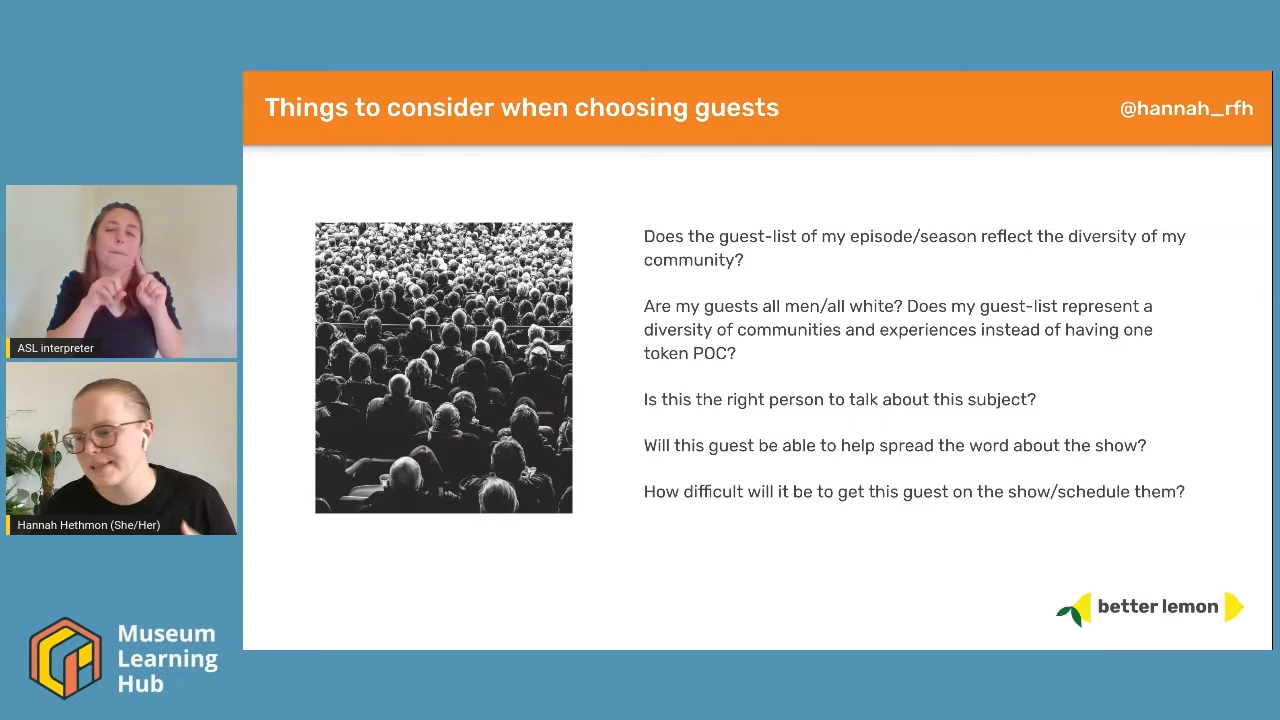 Things to consider when choosing guests
@hannah_rfh
Does the guest-list of my episode/season reflect the diversity of my
community?
Are my guests all men/all white? Does my guest-list represent a
diversity of communities and experiences instead of having one
token POC?
Is this the right person to talk about this subject?
Will this guest be able to help spread the word about the show?
How difficult will it be to get this guest on the show/schedule them?
better lemon
ASL interpreter
Hannah Hethmon (She/Her)
Museum
Learning
Hub